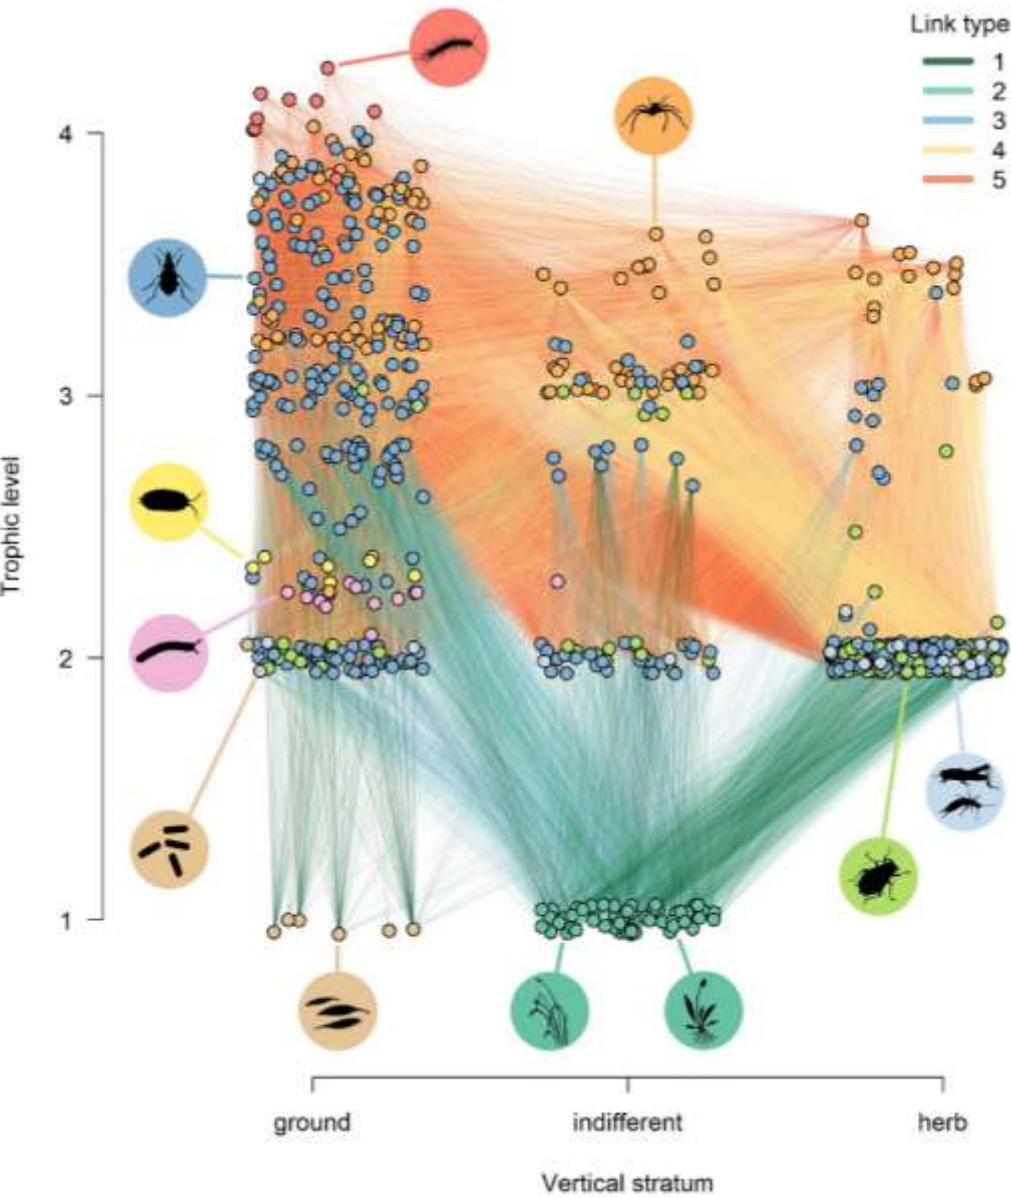 Link type
1
2
3
4
5
4
3
2
1
Trophic level
ground indifferent herb
Vertical stratum